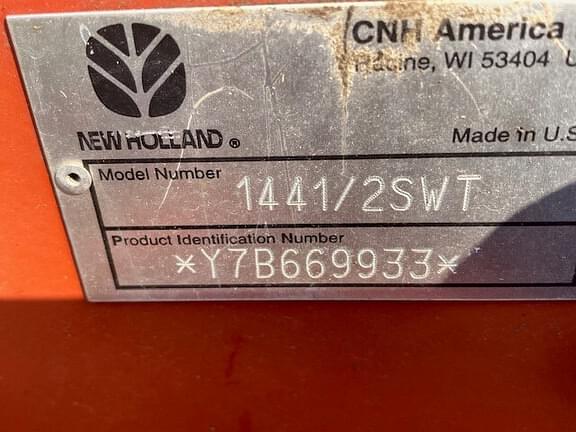 CNH America
Racine, WI 53404 U
NEW HOLLAND ®
Made in U.S
Model Number
1441/2SWT
Product Identification Number
*Y7B669933*